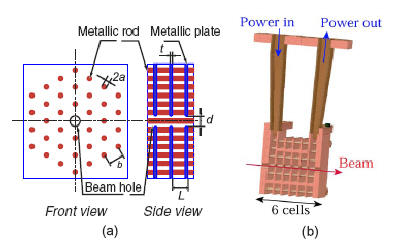 Metallic rod Metallic plate
t
2a
d
b
Beam hole
L
Front view Side view
(a)
Power in Power out
Beam
6 cells
(b)